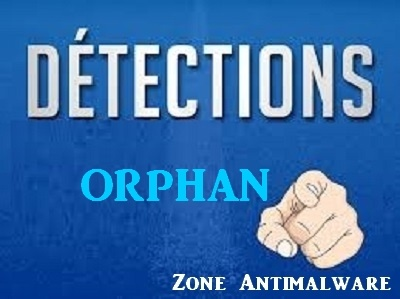 DÉTECTIONS
ORPHAN
Zone Antimalware